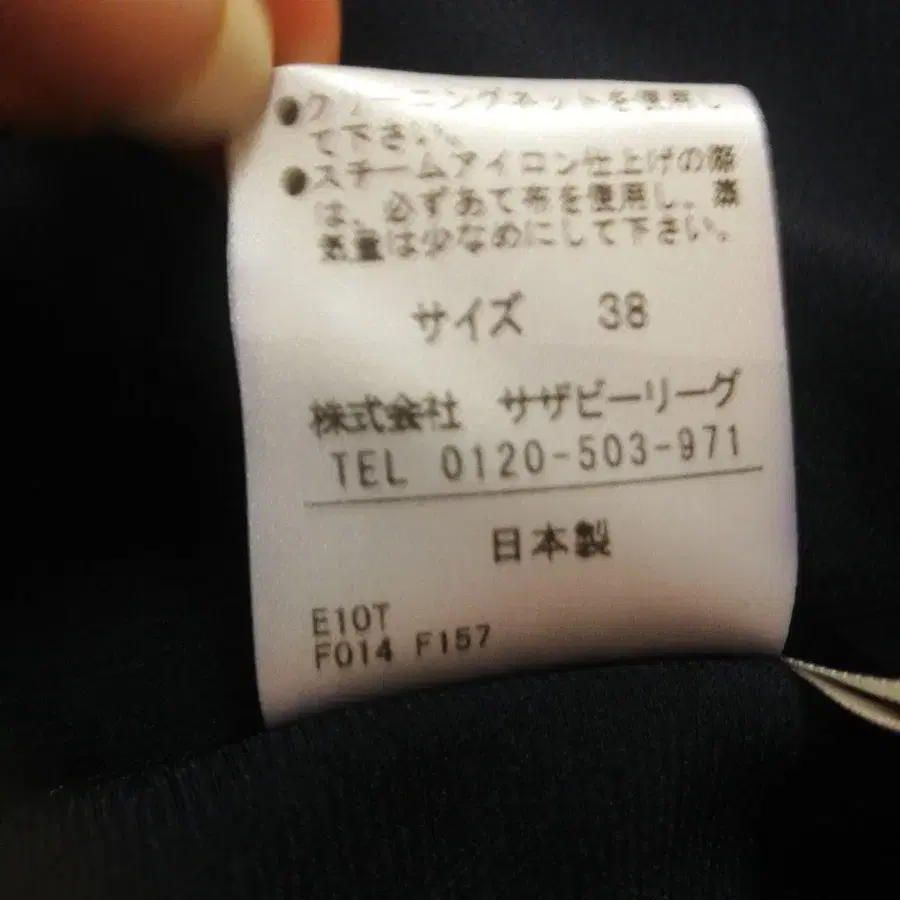 ●クリーニングネットを使用し
て下さい。
●スチームアイロン仕上げの際
は、必ずあて布を使用し、蒸
気量は少なめにして下さい。
サイズ 38
株式会社 サザビーリーグ
TEL 0120-503-971
日本製
E10T
F014 F157